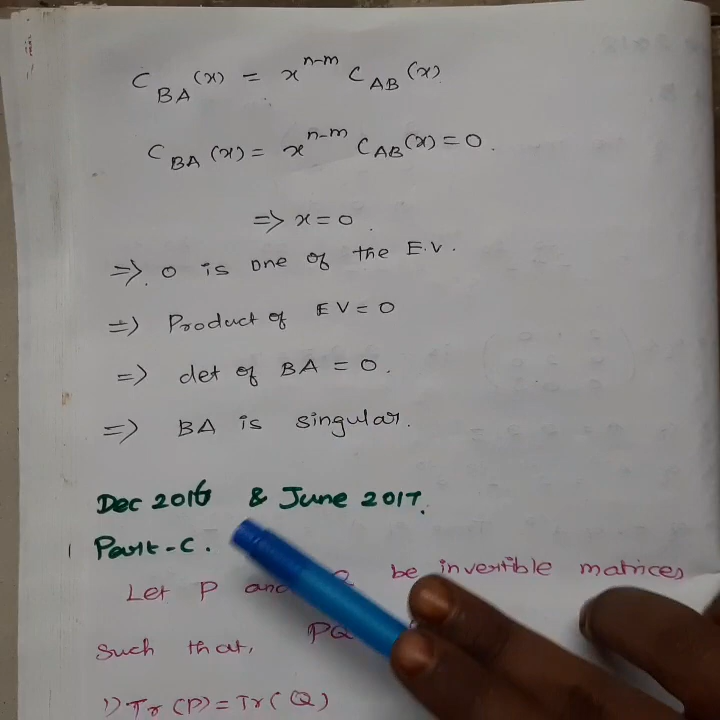 C_BA(x) = x^{n-m} C_AB(x)
C_BA(x) = x^{n-m} C_AB(x) = 0.
=> x = 0.
=> 0 is one of the E.V.
=> Product of EV = 0
=> det of BA = 0.
=> BA is singular.
Dec 2016 & June 2017.
Part-C.
Let P and Q be invertible matrices
such that, PQ
1) Tr(P) = Tr(Q)